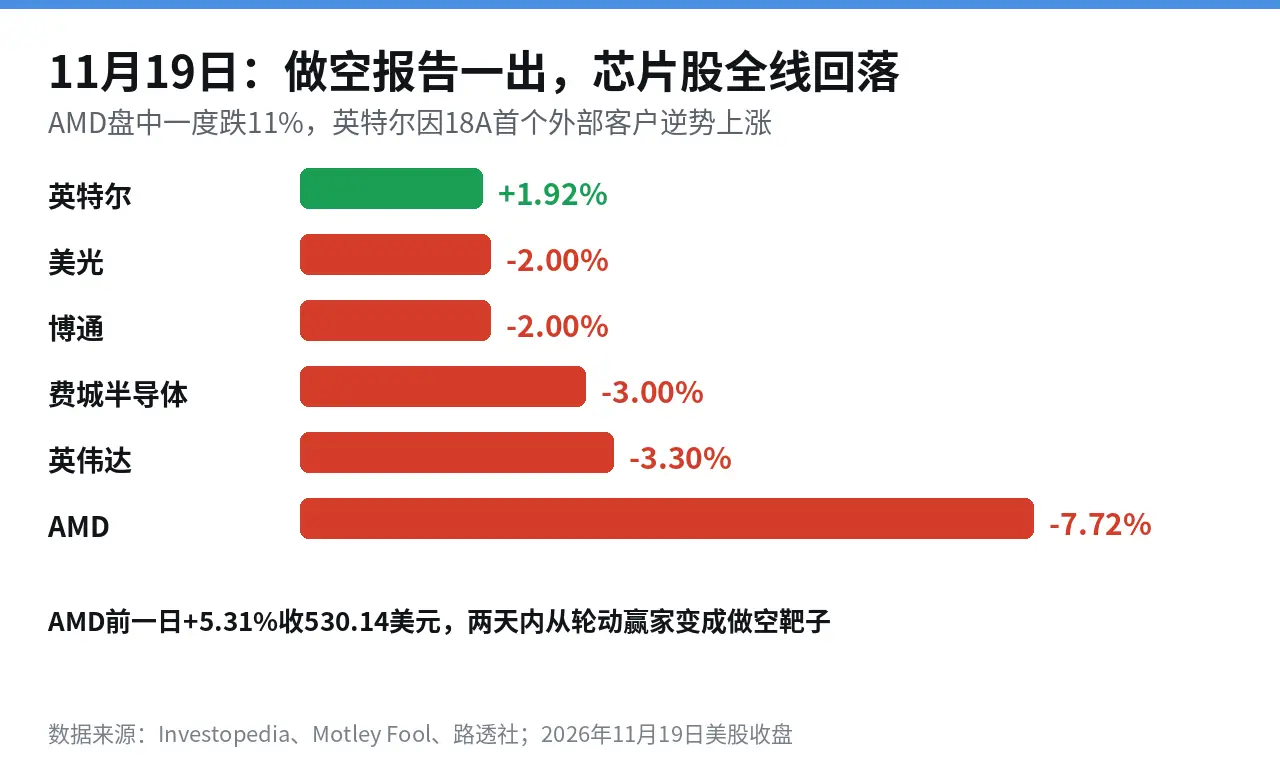 11月19日：做空报告一出，芯片股全线回落
AMD盘中一度跌11%，英特尔因18A首个外部客户逆势上涨
英特尔 +1.92%
美光 -2.00%
博通 -2.00%
费城半导体 -3.00%
英伟达 -3.30%
AMD -7.72%
AMD前一日+5.31%收530.14美元，两天内从轮动赢家变成做空靶子
数据来源：Investopedia、Motley Fool、路透社；2026年11月19日美股收盘